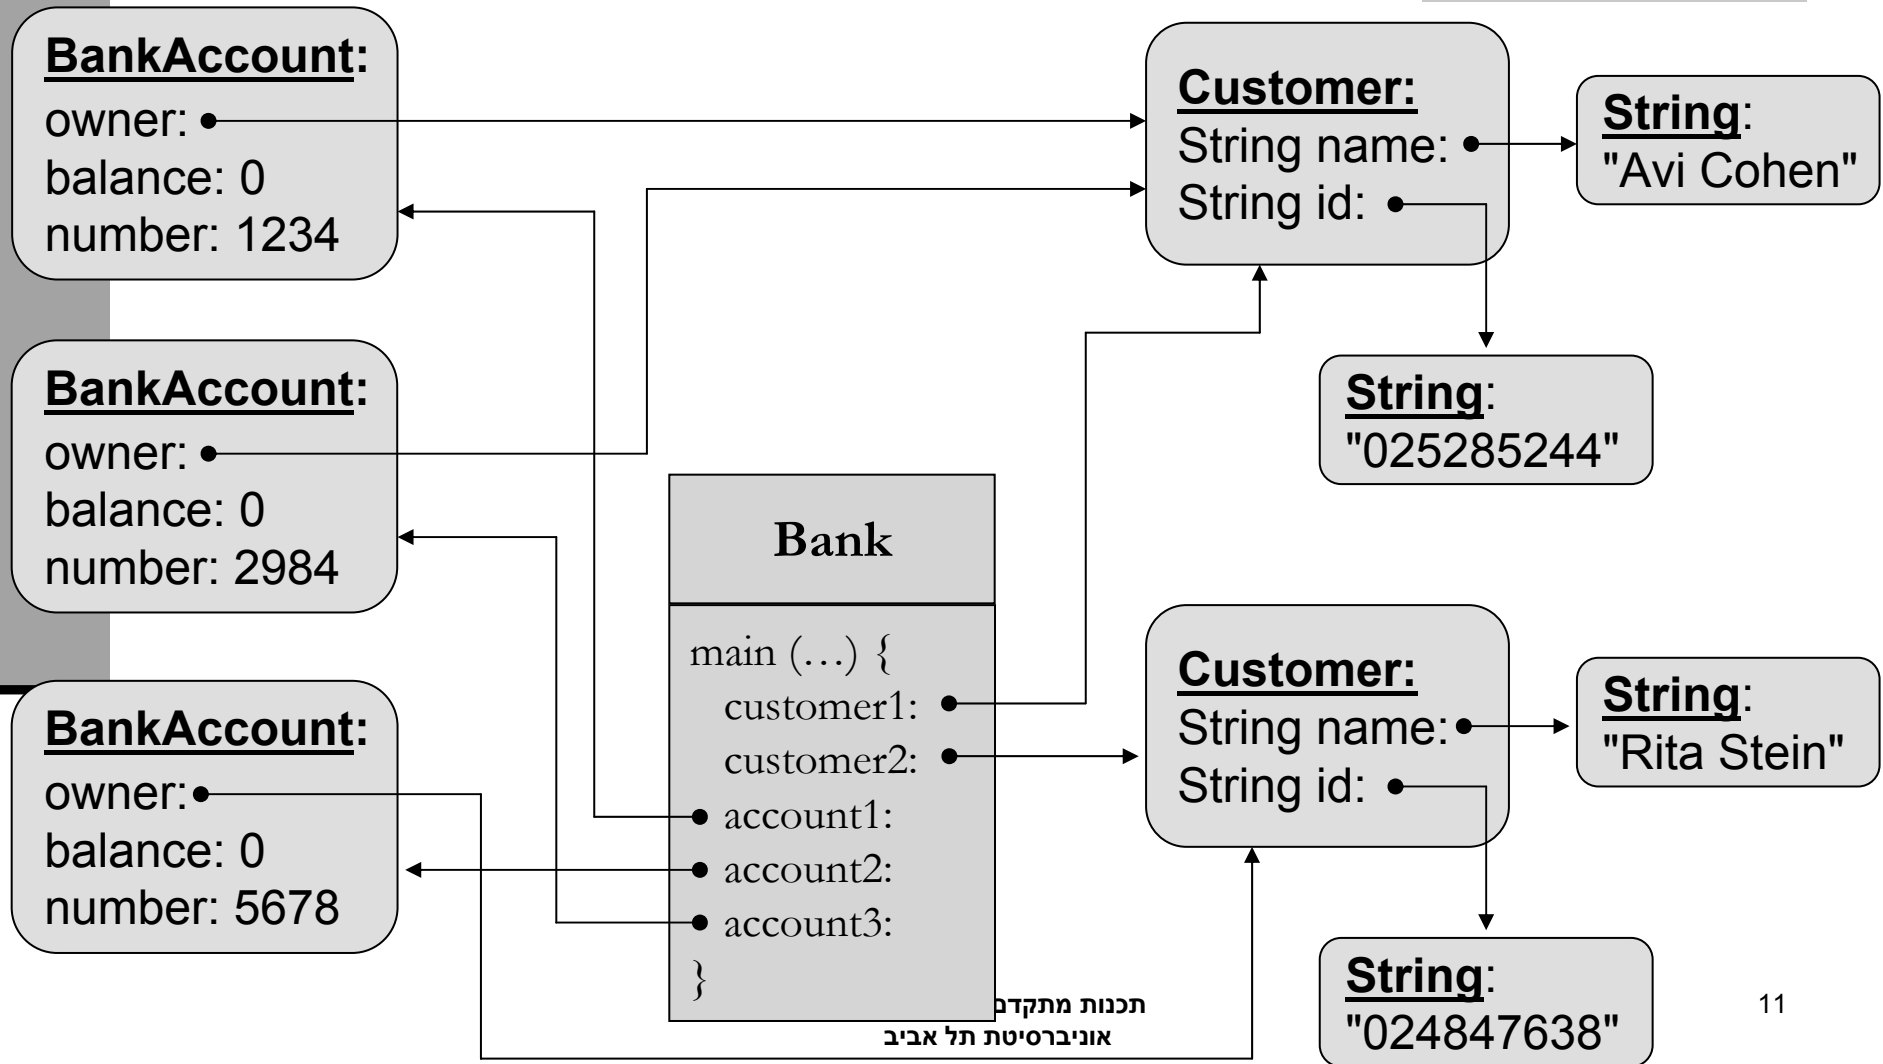 BankAccount:
owner:
balance: 0
number: 1234
BankAccount:
owner:
balance: 0
number: 2984
BankAccount:
owner:
balance: 0
number: 5678
Bank
main (…) {
customer1:
customer2:
account1:
account2:
account3:
}
Customer:
String name:
String id:
String:
"Avi Cohen"
String:
"025285244"
Customer:
String name:
String id:
String:
"Rita Stein"
String:
"024847638"
תכנות מתקדם
אוניברסיטת תל אביב
11